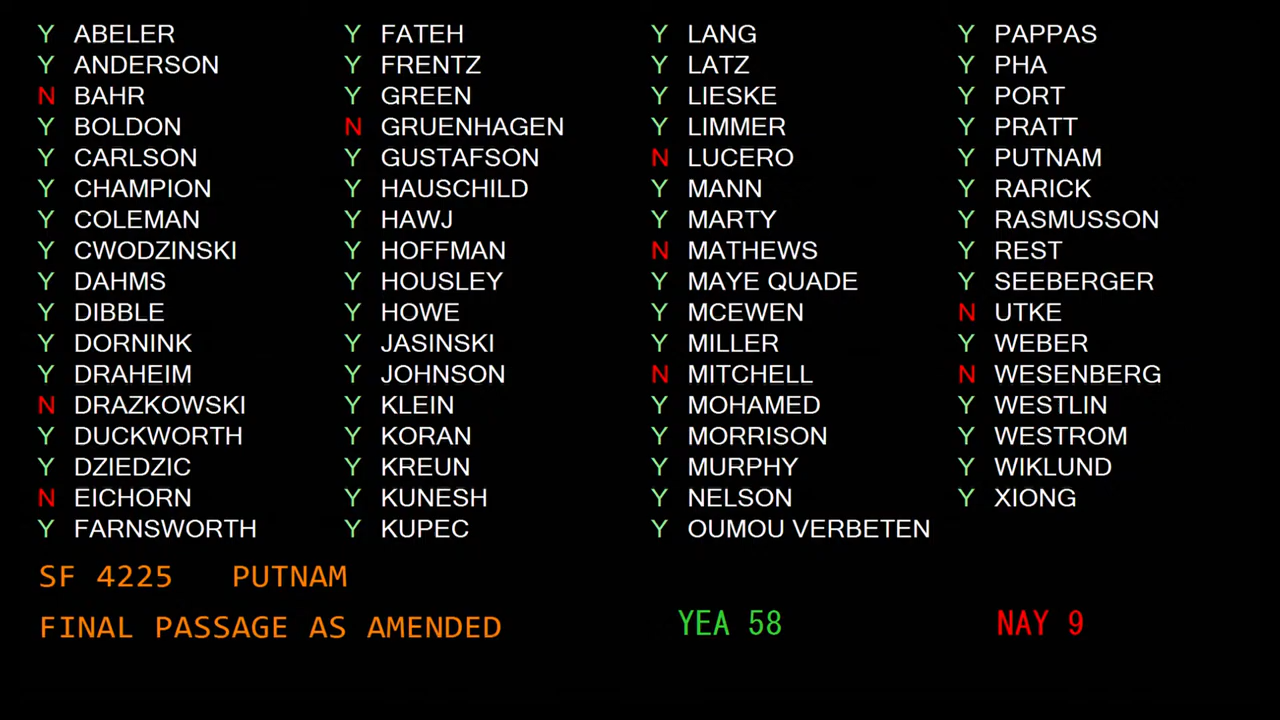 Y ABELER Y FATEH Y LANG Y PAPPAS
Y ANDERSON Y FRENTZ Y LATZ Y PHA
N BAHR Y GREEN Y LIESKE Y PORT
Y BOLDON N GRUENHAGEN Y LIMMER Y PRATT
Y CARLSON Y GUSTAFSON N LUCERO Y PUTNAM
Y CHAMPION Y HAUSCHILD Y MANN Y RARICK
Y COLEMAN Y HAWJ Y MARTY Y RASMUSSON
Y CWODZINSKI Y HOFFMAN N MATHEWS Y REST
Y DAHMS Y HOUSLEY Y MAYE QUADE Y SEEBERGER
Y DIBBLE Y HOWE Y MCEWEN N UTKE
Y DORNINK Y JASINSKI Y MILLER Y WEBER
Y DRAHEIM Y JOHNSON N MITCHELL N WESENBERG
N DRAZKOWSKI Y KLEIN Y MOHAMED Y WESTLIN
Y DUCKWORTH Y KORAN Y MORRISON Y WESTROM
Y DZIEDZIC Y KREUN Y MURPHY Y WIKLUND
N EICHORN Y KUNESH Y NELSON Y XIONG
Y FARNSWORTH Y KUPEC Y OUMOU VERBETEN
SF 4225 PUTNAM
FINAL PASSAGE AS AMENDED YEA 58 NAY 9